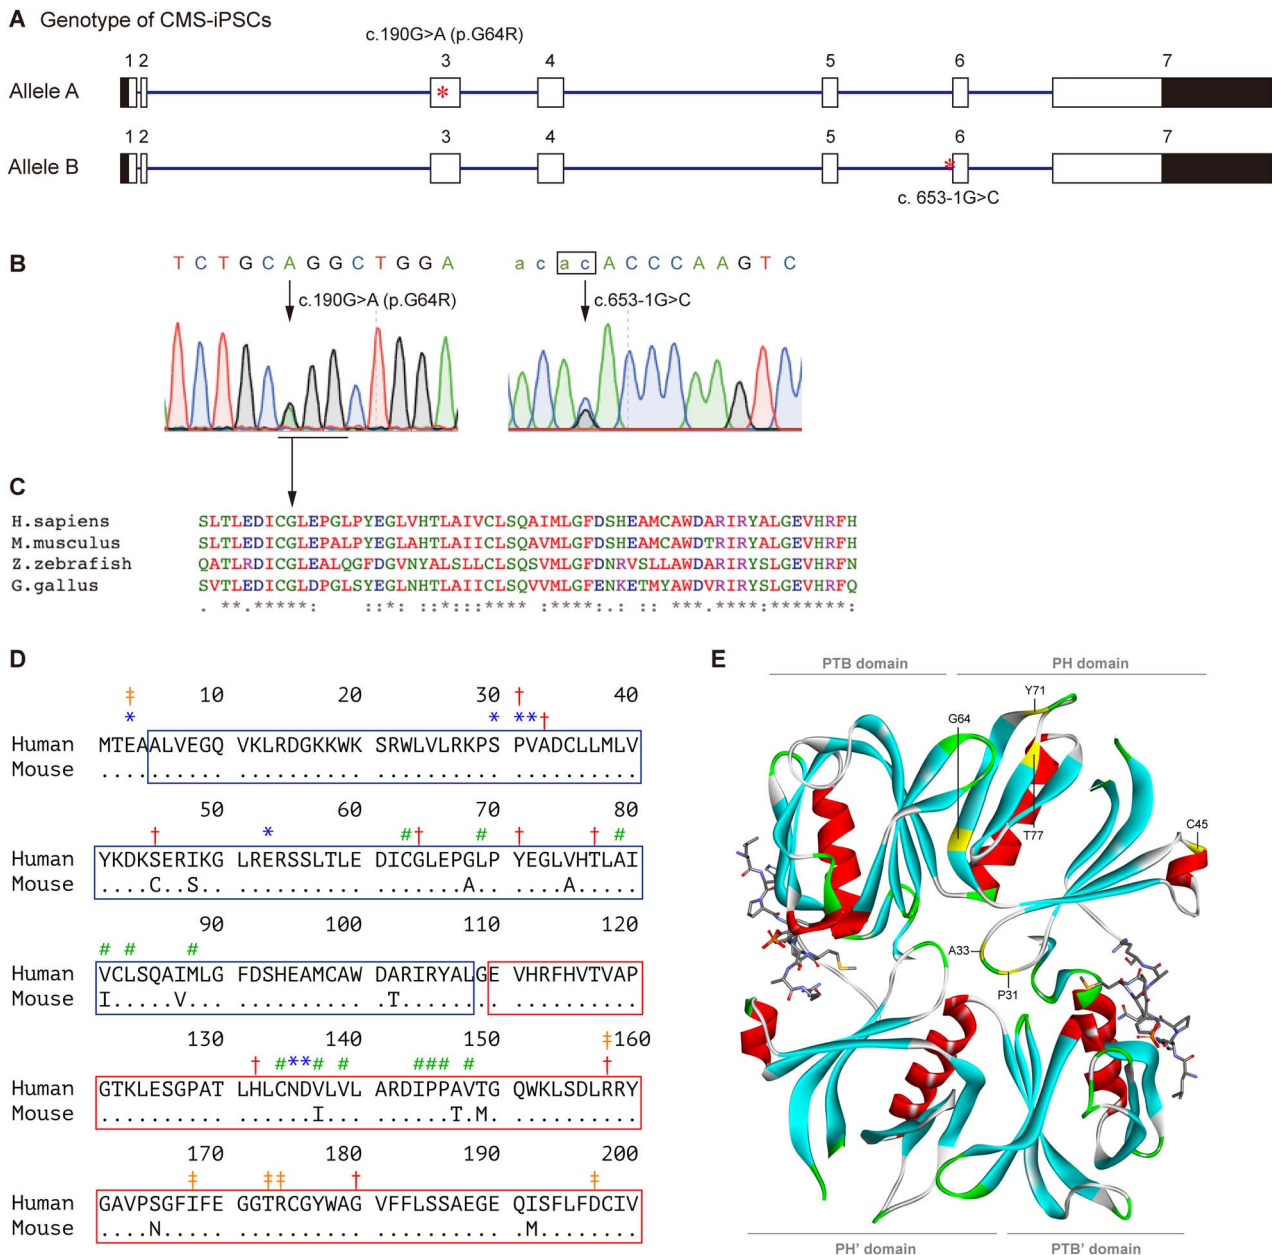 A Genotype of CMS-iPSCs
c.190G>A (p.G64R)
1 2 3 4 5 6 7
Allele A *
1 2 3 4 5 6 7
Allele B *
c. 653-1G>C
B
T C T G C A G G C T G G A
a c a c A C C C A A G T C
c.190G>A (p.G64R)
c.653-1G>C
C
H.sapiens SLTLEDICGLEPGLPYEGLVHTLAIVCLSQAIMLGFDSHEAMCAWDARIRYALGEVHRFH
M.musculus SLTLEDICGLEPALPYEGLAHTLAIICLSQAVMLGFDSHEAMCAWDTRIRYSLGEVHRFH
Z.zebrafish QATLRDICGLEALQGFDGVNYALSLLCLSQSVMLGFDNRVSLLAWDARIRYSLGEVHRFN
G.gallus SVTLEDICGLDPGLSYEGLNHTLAIICLSQVVMLGFENKETMYAWDVRIRYSLGEVHRFQ
D
‡ †
10 20 30 40
* * ** †
Human MTEAALVEGQ VKLRDGKKWK SRWLVLRKPS PVADCLLMLV
Mouse .......... .......... .......... ..........
50 60 70 80
† * # † # † † #
Human YKDKSERIKG LRERSSLTLE DICGLEPGLP YEGLVHTLAI
Mouse ....C..S.. .......... .......A.. ....A.....
90 100 110 120
# # #
Human VCLSQAIMLG FDSHEAMCAW DARIRYALGE VHRFHVTVAP
Mouse I.....V... .......... .T........ ..........
130 140 150 ‡160
† #**# # #### # †
Human GTKLESGPAT LHLCNDVLVL ARDIPPAVTG QWKLSDLRRY
Mouse .......... ......I... ......T.M. ..........
170 180 190 200
‡ ‡‡ † ‡
Human GAVPSGFIFE GGTRCGYWAG VFFLSSAEGE QISFLFDCIV
Mouse ....N..... .......... .......... .M........
E
PTB domain PH domain
Y71
G64
T77
C45
A33
P31
PH' domain PTB' domain